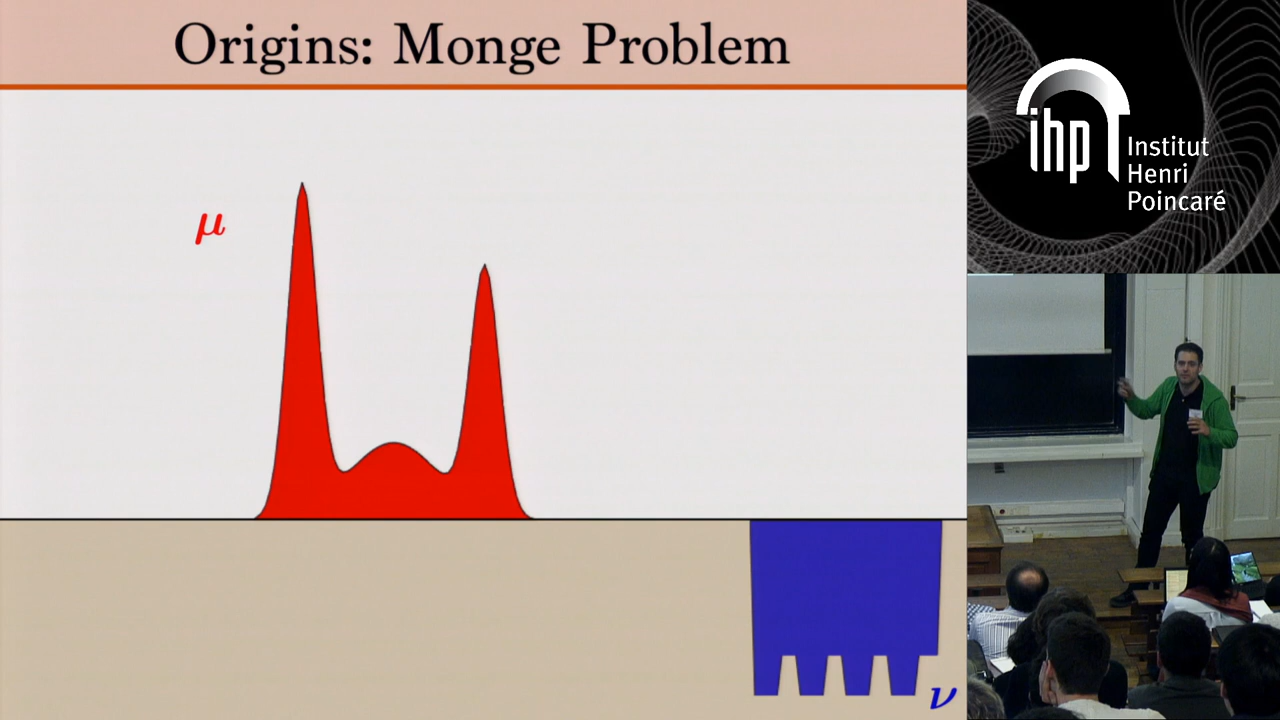 Origins: Monge Problem
μ
ν
ihp
Institut
Henri
Poincaré